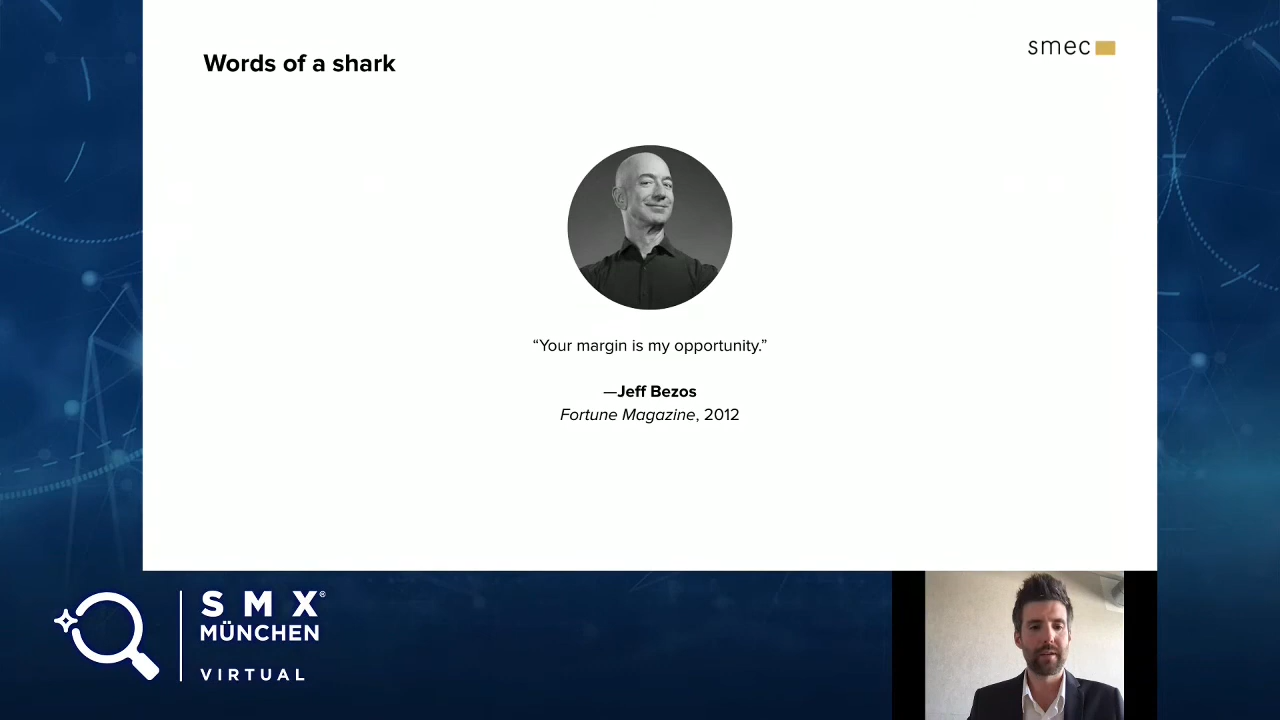 Words of a shark
smec
“Your margin is my opportunity.”
—Jeff Bezos
Fortune Magazine, 2012
SMX®
MÜNCHEN
VIRTUAL